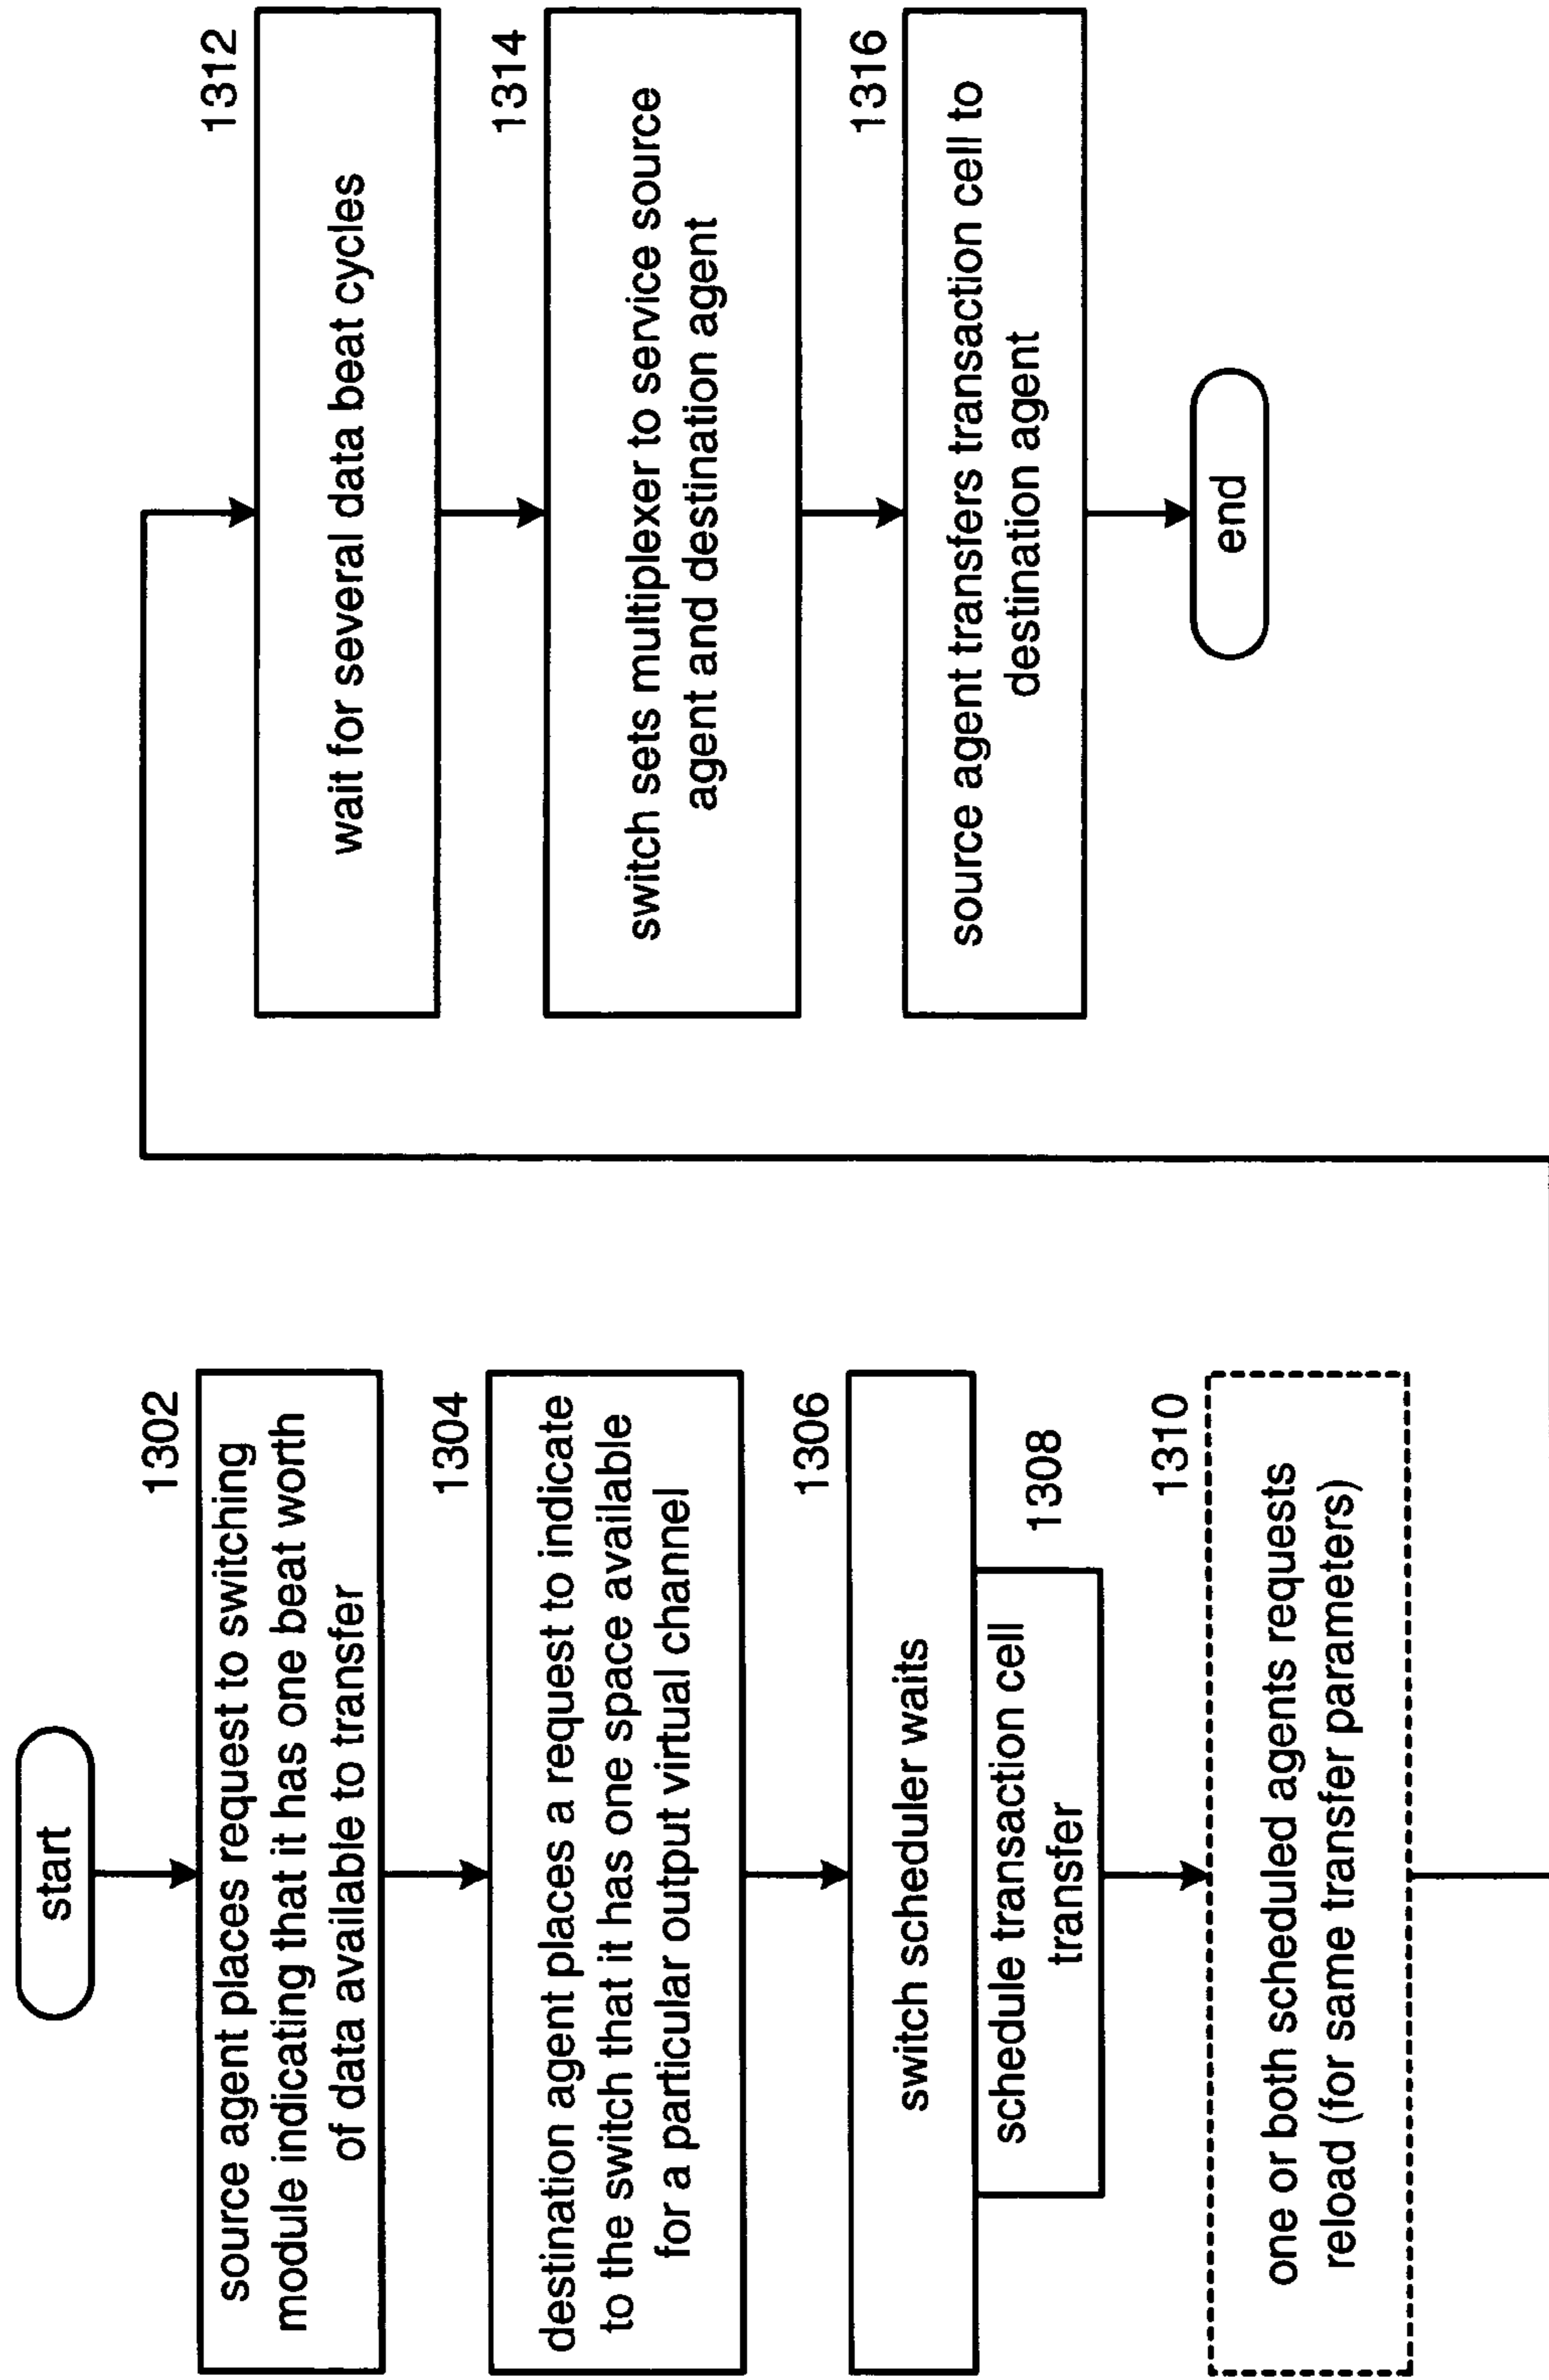 start
1302
source agent places request to switching
module indicating that it has one beat worth
of data available to transfer
1304
destination agent places a request to indicate
to the switch that it has one space available
for a particular output virtual channel
1306
switch scheduler waits
1308
schedule transaction cell
transfer
1310
one or both scheduled agents requests
reload (for same transfer parameters)
1312
wait for several data beat cycles
1314
switch sets multiplexer to service source
agent and destination agent
1316
source agent transfers transaction cell to
destination agent
end